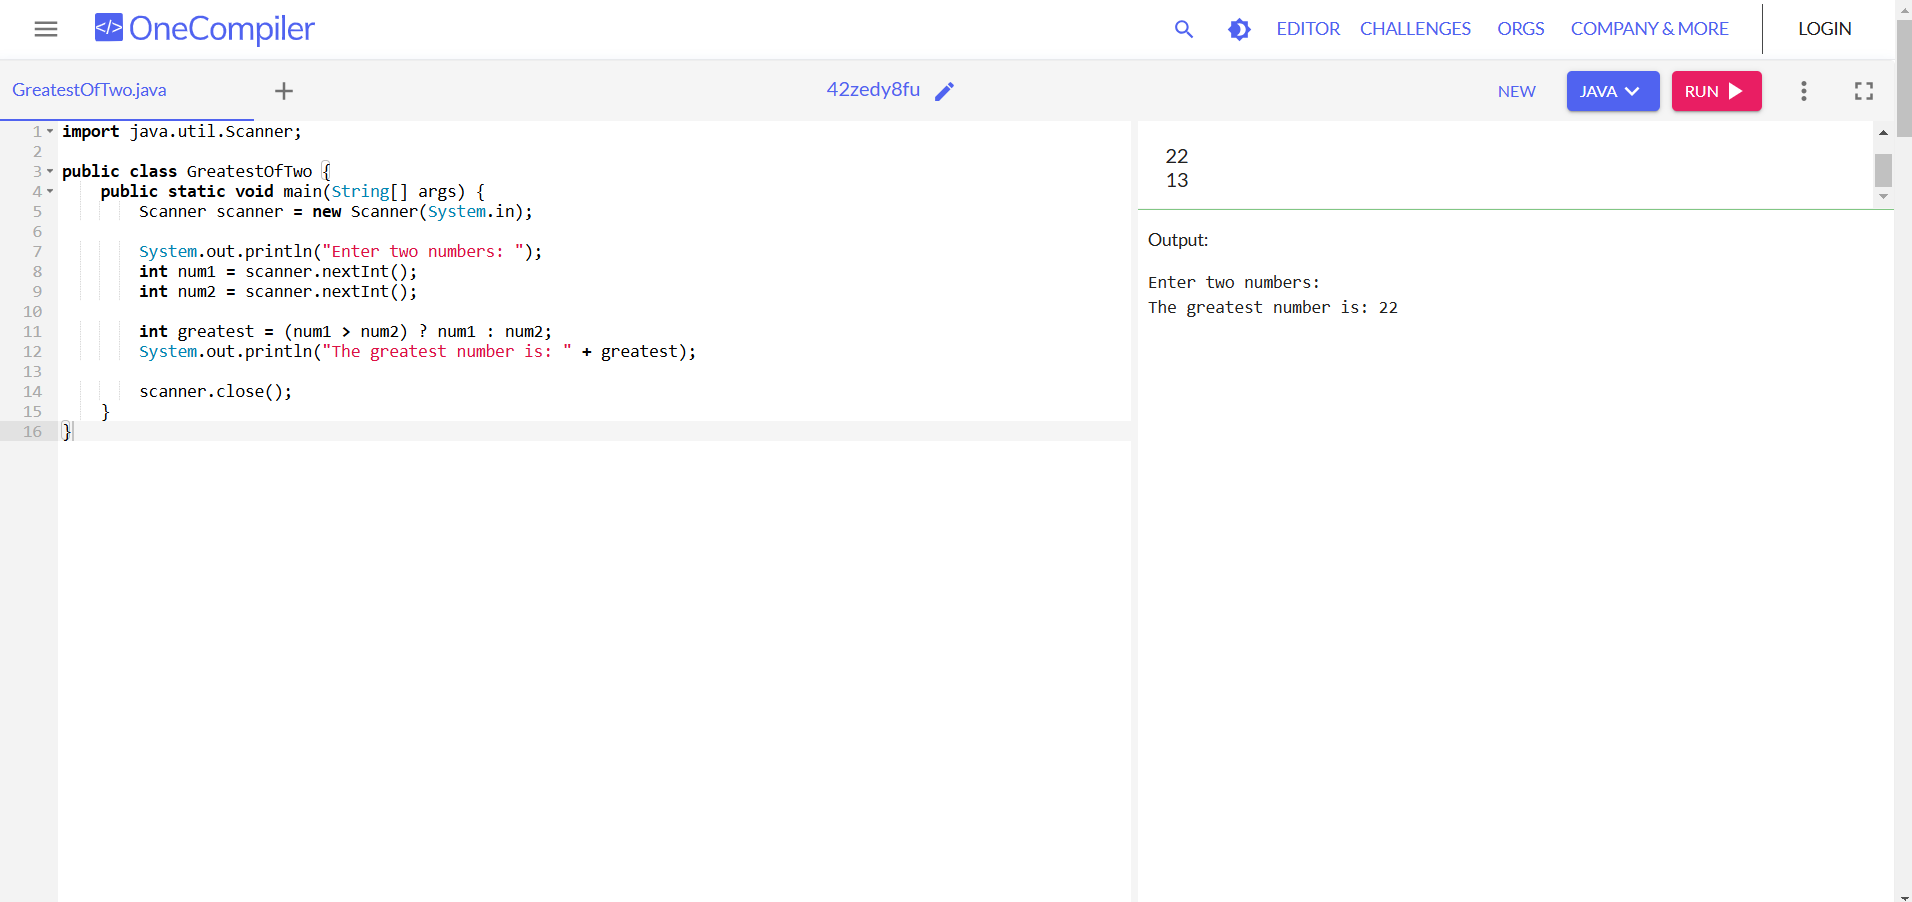 </> OneCompiler
EDITOR CHALLENGES ORGS COMPANY & MORE LOGIN
GreatestOfTwo.java + 42zedy8fu NEW JAVA RUN
1 import java.util.Scanner;
2
3 public class GreatestOfTwo {
4     public static void main(String[] args) {
5         Scanner scanner = new Scanner(System.in);
6
7         System.out.println("Enter two numbers: ");
8         int num1 = scanner.nextInt();
9         int num2 = scanner.nextInt();
10
11         int greatest = (num1 > num2) ? num1 : num2;
12         System.out.println("The greatest number is: " + greatest);
13
14         scanner.close();
15     }
16 }
22
13
Output:
Enter two numbers:
The greatest number is: 22